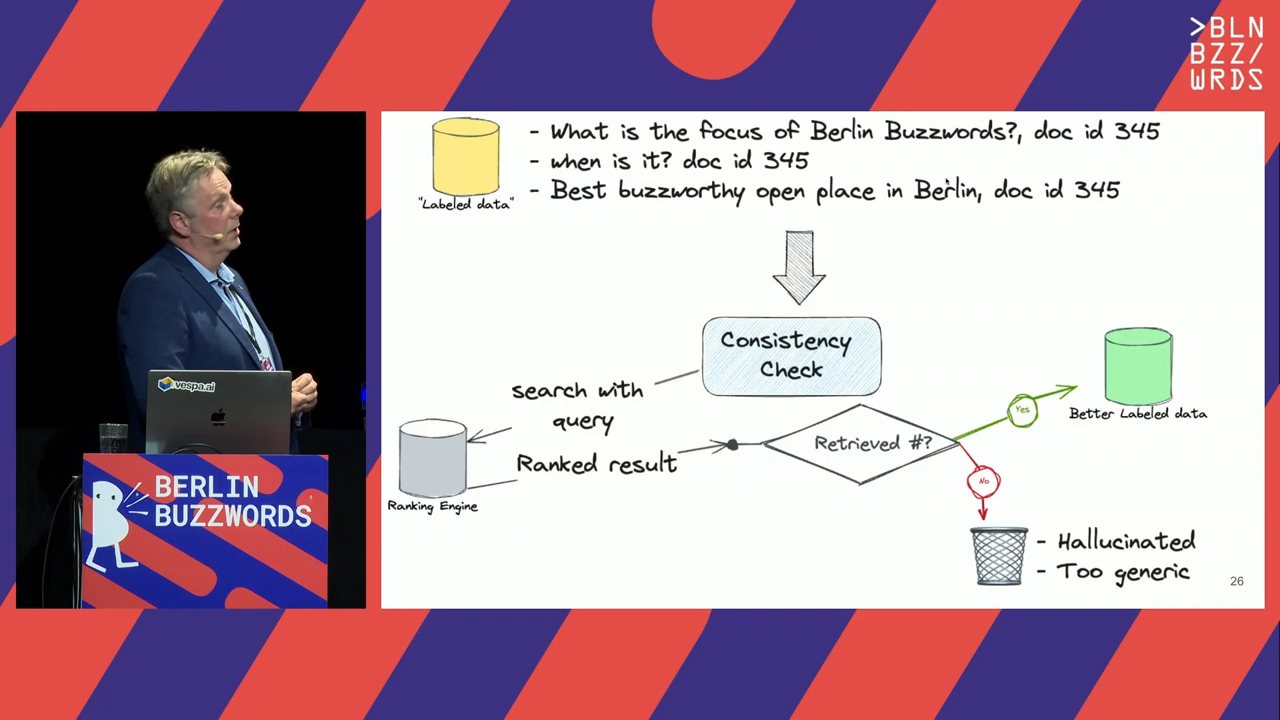 >BLN
BZZ/
WRDS
- What is the focus of Berlin Buzzwords?, doc id 345
- when is it? doc id 345
- Best buzzworthy open place in Berlin, doc id 345
"Labeled data"
Consistency
Check
search with
query
Ranked result
Ranking Engine
Retrieved #?
Yes
Better Labeled data
No
- Hallucinated
- Too generic
26
vespa.ai
BERLIN
BUZZWORDS